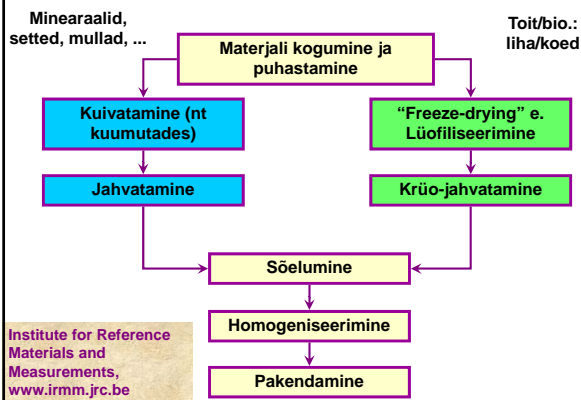 Minearaalid,
setted, mullad, ...
Toit/bio.:
liha/koed
Materjali kogumine ja
puhastamine
Kuivatamine (nt
kuumutades)
“Freeze-drying” e.
Lüofiliseerimine
Jahvatamine
Krüo-jahvatamine
Sõelumine
Homogeniseerimine
Pakendamine
Institute for Reference
Materials and
Measurements,
www.irmm.jrc.be